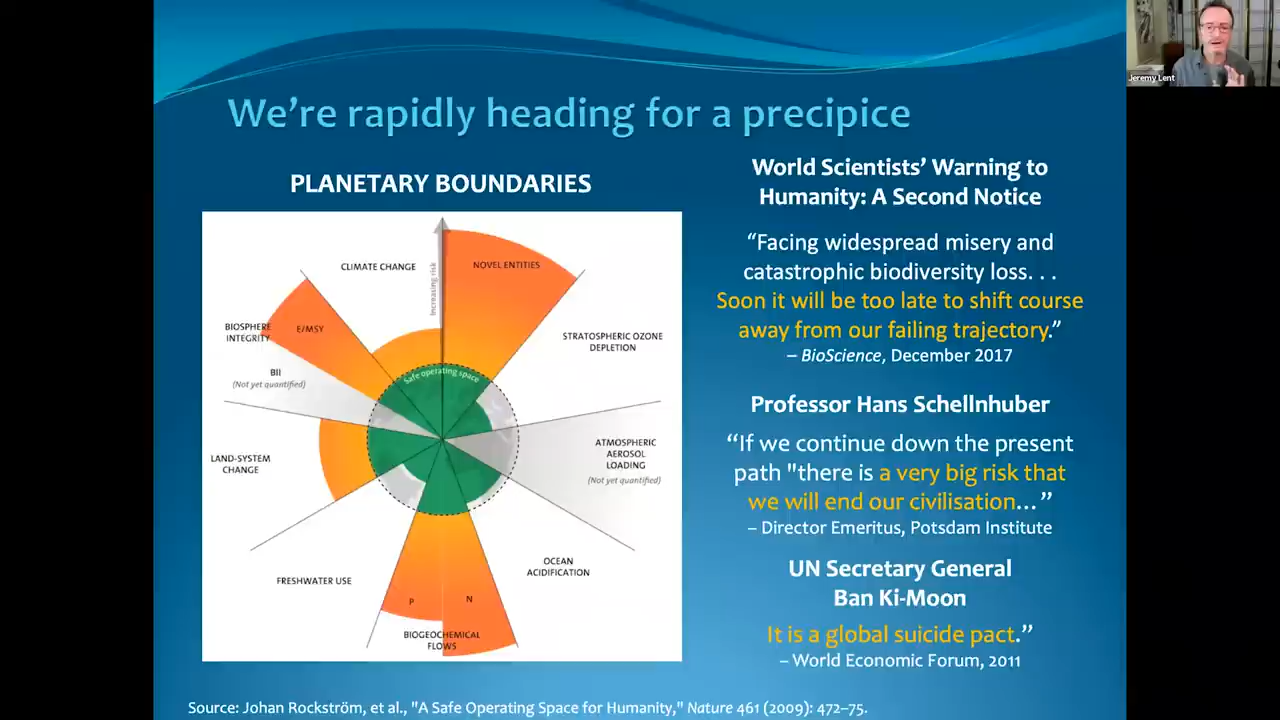 Jeremy Lent
We're rapidly heading for a precipice
PLANETARY BOUNDARIES
CLIMATE CHANGE
Increasing risk
NOVEL ENTITIES
BIOSPHERE
INTEGRITY
E/MSY
BII
(Not yet quantified)
STRATOSPHERIC OZONE
DEPLETION
Safe operating space
LAND-SYSTEM
CHANGE
ATMOSPHERIC
AEROSOL
LOADING
(Not yet quantified)
FRESHWATER USE
OCEAN
ACIDIFICATION
P
N
BIOGEOCHEMICAL
FLOWS
World Scientists' Warning to
Humanity: A Second Notice
“Facing widespread misery and
catastrophic biodiversity loss. . .
Soon it will be too late to shift course
away from our failing trajectory.”
– BioScience, December 2017
Professor Hans Schellnhuber
“If we continue down the present
path "there is a very big risk that
we will end our civilisation…”
– Director Emeritus, Potsdam Institute
UN Secretary General
Ban Ki-Moon
It is a global suicide pact.”
– World Economic Forum, 2011
Source: Johan Rockström, et al., "A Safe Operating Space for Humanity," Nature 461 (2009): 472–75.